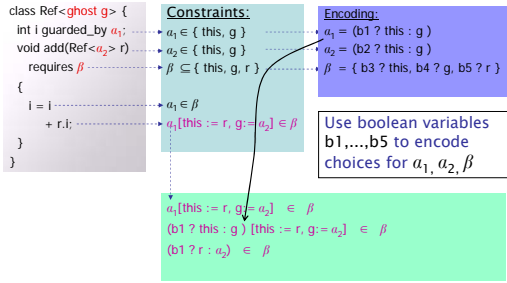 class Ref<ghost g> {
int i guarded_by α1;
void add(Ref<α2> r)
requires β
{
i = i
+ r.i;
}
}
Constraints:
α1 ∈ { this, g }
α2 ∈ { this, g }
β ⊆ { this, g, r }
α1 ∈ β
α1[this := r, g:= α2] ∈ β
Encoding:
α1 = (b1 ? this : g )
α2 = (b2 ? this : g )
β = { b3 ? this, b4 ? g, b5 ? r }
Use boolean variables
b1,...,b5 to encode
choices for α1, α2, β
α1[this := r, g:= α2] ∈ β
(b1 ? this : g ) [this := r, g:= α2] ∈ β
(b1 ? r : α2) ∈ β